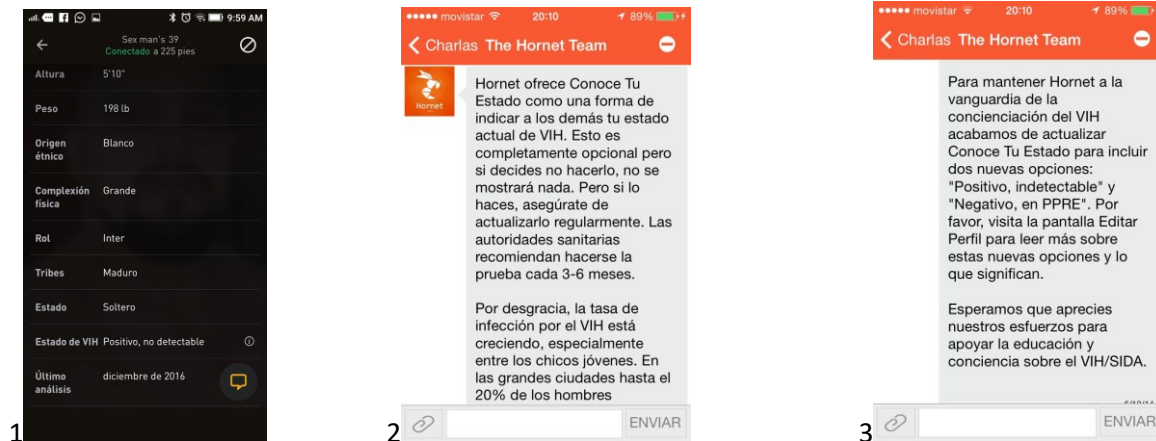 9:59 AM
Sex man's 39
Conectado a 225 pies
Altura 5'10"
Peso 198 lb
Origen étnico Blanco
Complexión física Grande
Rol Inter
Tribes Maduro
Estado Soltero
Estado de VIH Positivo, no detectable
Último análisis diciembre de 2016
1
movistar 20:10 89%
Charlas The Hornet Team
Hornet
Hornet ofrece Conoce Tu
Estado como una forma de
indicar a los demás tu estado
actual de VIH. Esto es
completamente opcional pero
si decides no hacerlo, no se
mostrará nada. Pero si lo
haces, asegúrate de
actualizarlo regularmente. Las
autoridades sanitarias
recomiendan hacerse la
prueba cada 3-6 meses.
Por desgracia, la tasa de
infección por el VIH está
creciendo, especialmente
entre los chicos jóvenes. En
las grandes ciudades hasta el
20% de los hombres
ENVIAR
2
movistar 20:10 89%
Charlas The Hornet Team
Para mantener Hornet a la
vanguardia de la
concienciación del VIH
acabamos de actualizar
Conoce Tu Estado para incluir
dos nuevas opciones:
"Positivo, indetectable" y
"Negativo, en PPRE". Por
favor, visita la pantalla Editar
Perfil para leer más sobre
estas nuevas opciones y lo
que significan.
Esperamos que aprecies
nuestros esfuerzos para
apoyar la educación y
conciencia sobre el VIH/SIDA.
ENVIAR
3